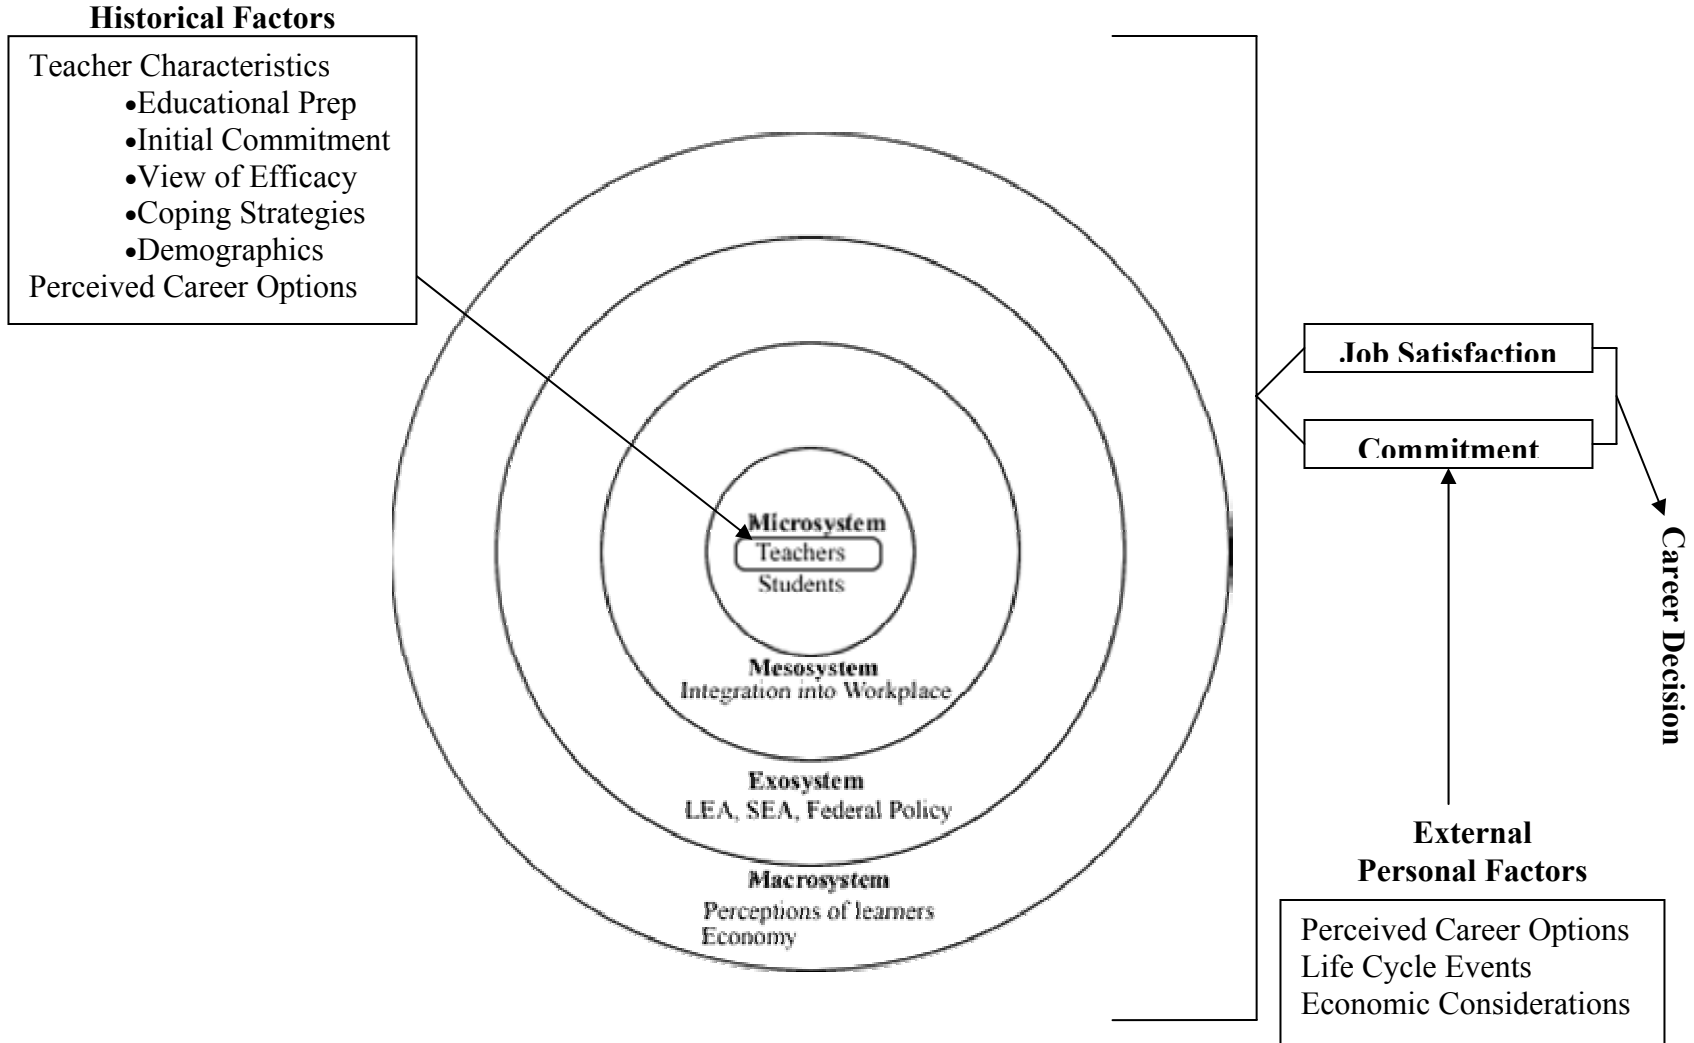 Historical Factors
Teacher Characteristics
•Educational Prep
•Initial Commitment
•View of Efficacy
•Coping Strategies
•Demographics
Perceived Career Options
Microsystem
Teachers
Students
Mesosystem
Integration into Workplace
Exosystem
LEA, SEA, Federal Policy
Macrosystem
Perceptions of learners
Economy
Job Satisfaction
Commitment
Career Decision
External
Personal Factors
Perceived Career Options
Life Cycle Events
Economic Considerations